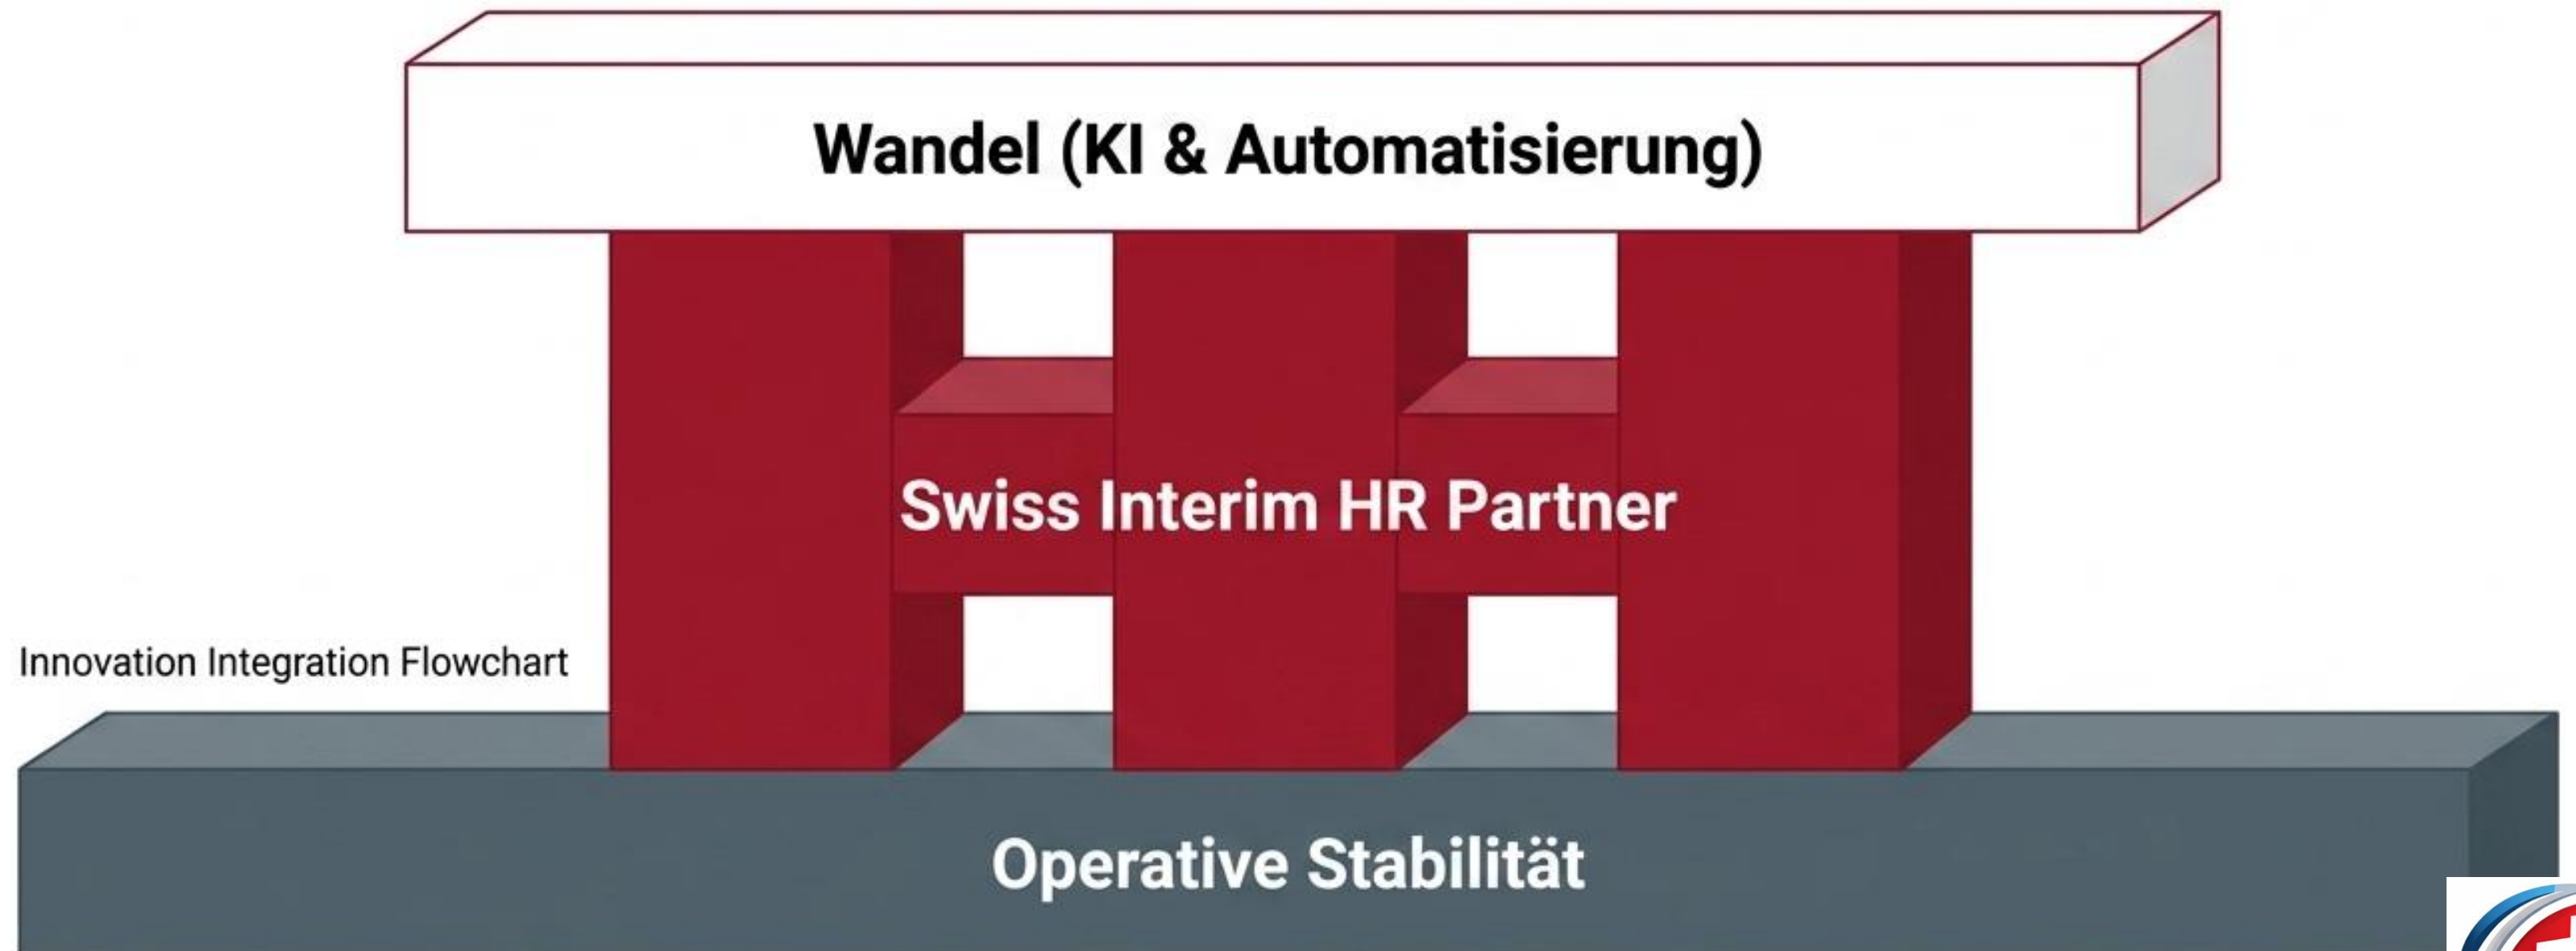 Wandel (KI & Automatisierung)
Swiss Interim HR Partner
Innovation Integration Flowchart
Operative Stabilität